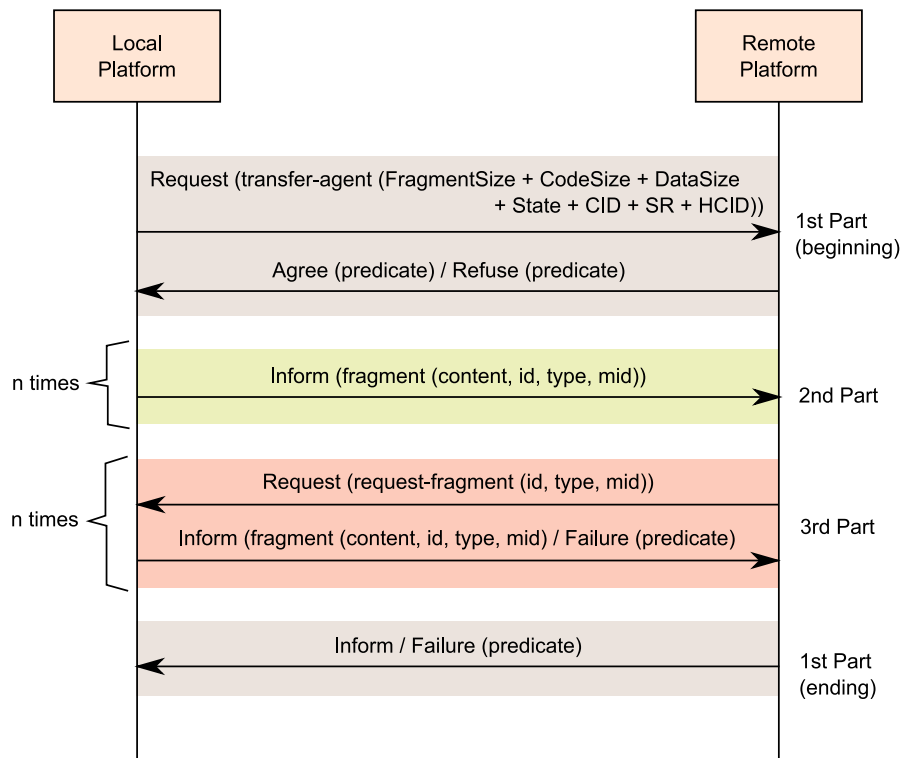 Local
Platform
Remote
Platform
Request (transfer-agent (FragmentSize + CodeSize + DataSize
+ State + CID + SR + HCID))
1st Part
(beginning)
Agree (predicate) / Refuse (predicate)
n times
Inform (fragment (content, id, type, mid))
2nd Part
n times
Request (request-fragment (id, type, mid))
3rd Part
Inform (fragment (content, id, type, mid) / Failure (predicate)
Inform / Failure (predicate)
1st Part
(ending)